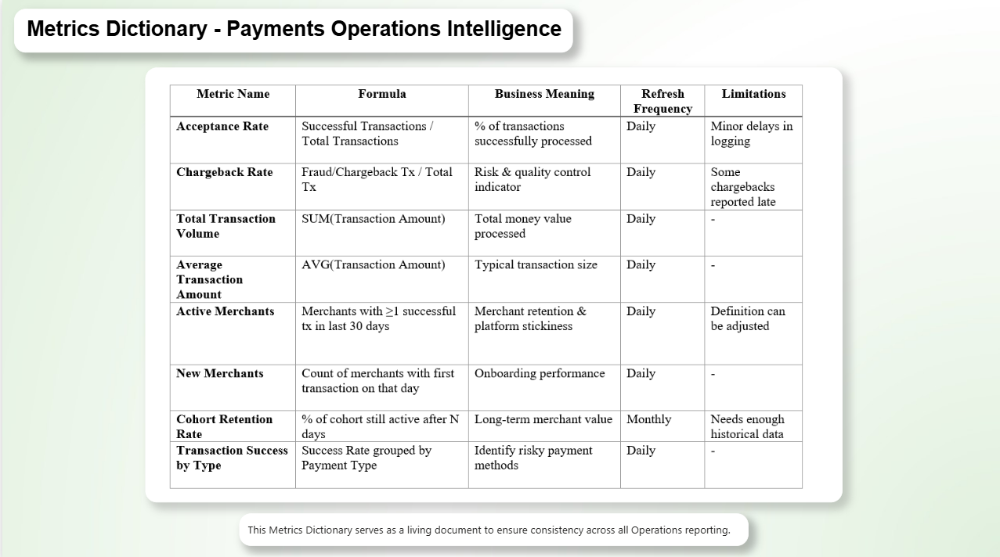 Metrics Dictionary - Payments Operations Intelligence
Metric Name Formula Business Meaning Refresh Frequency Limitations
Acceptance Rate Successful Transactions / Total Transactions % of transactions successfully processed Daily Minor delays in logging
Chargeback Rate Fraud/Chargeback Tx / Total Tx Risk & quality control indicator Daily Some chargebacks reported late
Total Transaction Volume SUM(Transaction Amount) Total money value processed Daily -
Average Transaction Amount AVG(Transaction Amount) Typical transaction size Daily -
Active Merchants Merchants with ≥1 successful tx in last 30 days Merchant retention & platform stickiness Daily Definition can be adjusted
New Merchants Count of merchants with first transaction on that day Onboarding performance Daily -
Cohort Retention Rate % of cohort still active after N days Long-term merchant value Monthly Needs enough historical data
Transaction Success by Type Success Rate grouped by Payment Type Identify risky payment methods Daily -
This Metrics Dictionary serves as a living document to ensure consistency across all Operations reporting.